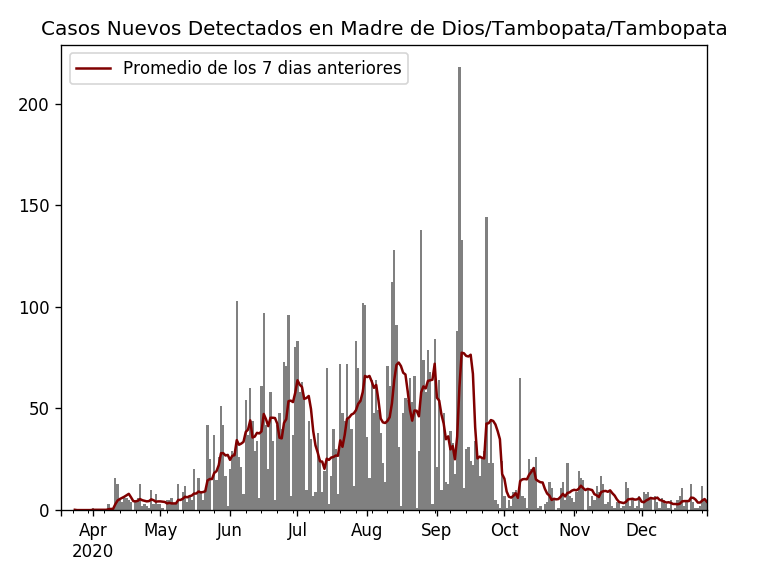 Casos Nuevos Detectados en Madre de Dios/Tambopata/Tambopata
Promedio de los 7 dias anteriores
200
150
100
50
0
Apr May Jun Jul Aug Sep Oct Nov Dec
2020